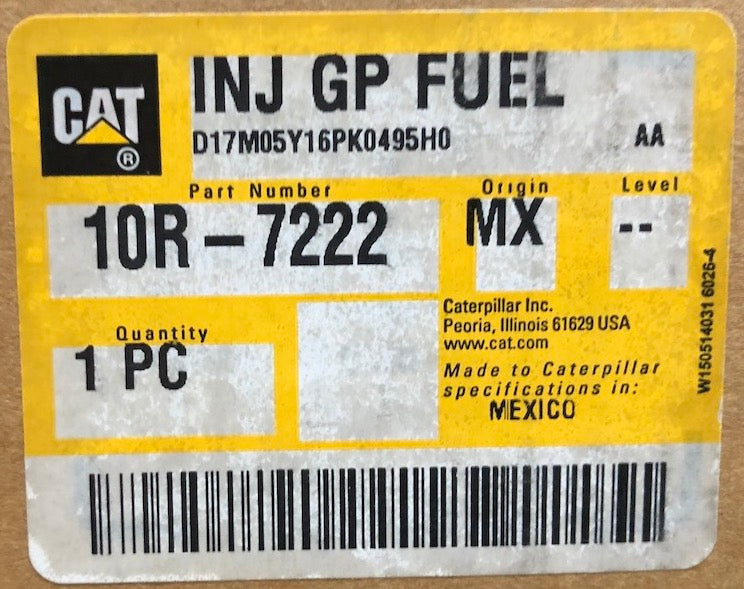 CAT®
INJ GP FUEL
D17M05Y16PK0495H0 AA
Part Number Origin Level
10R-7222 MX --
Quantity
1 PC
Caterpillar Inc.
Peoria, Illinois 61629 USA
www.cat.com
Made to Caterpillar
specifications in:
MEXICO
W150514031 6026-4